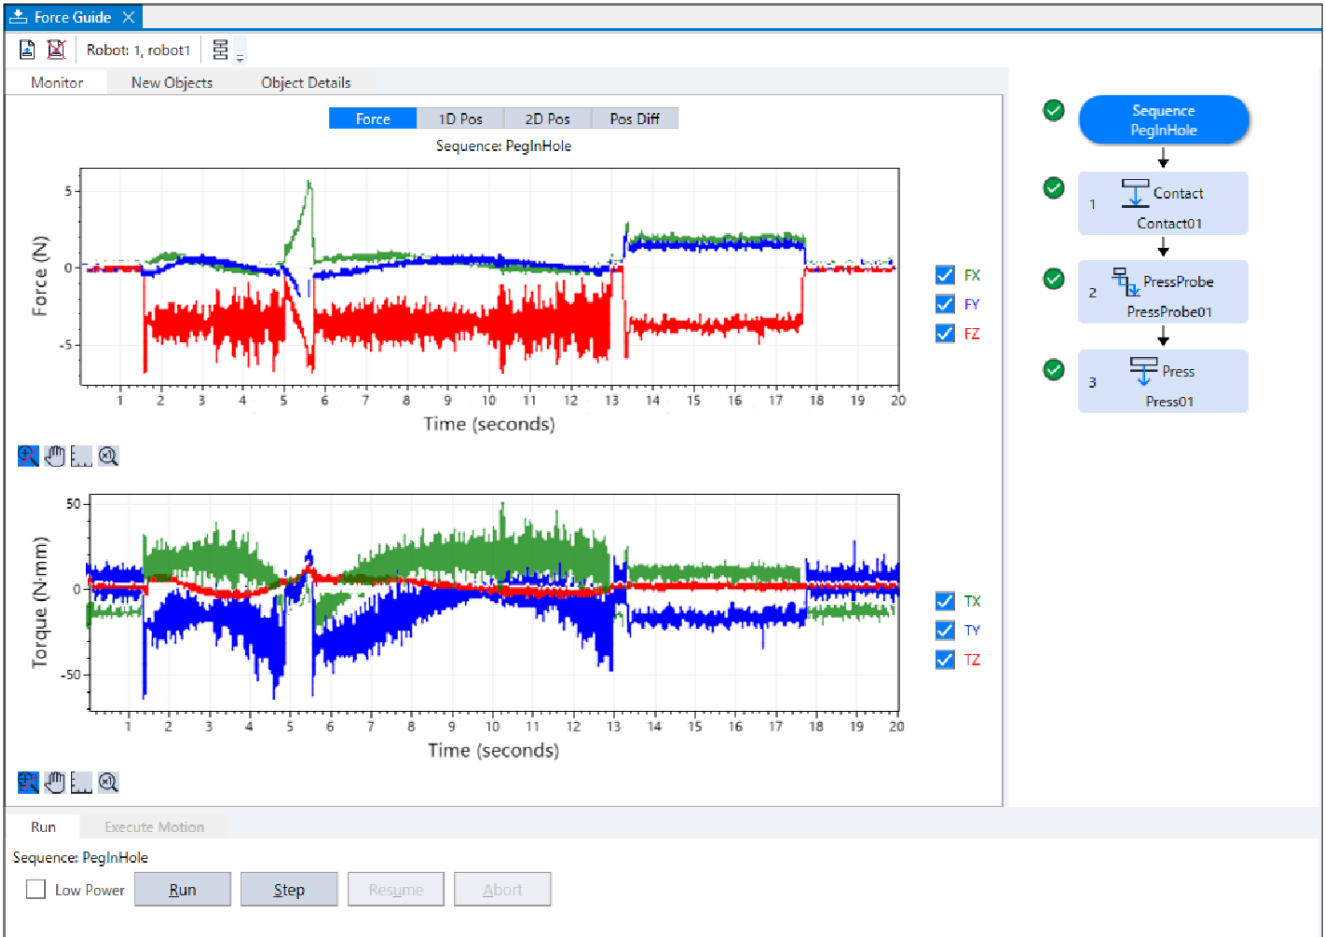 Force Guide
Robot: 1, robot1
Monitor New Objects Object Details
Force 1D Pos 2D Pos Pos Diff
Sequence: PegInHole
Force (N)
5
0
-5
1 2 3 4 5 6 7 8 9 10 11 12 13 14 15 16 17 18 19 20
Time (seconds)
FX
FY
FZ
Torque (N·mm)
50
0
-50
1 2 3 4 5 6 7 8 9 10 11 12 13 14 15 16 17 18 19 20
Time (seconds)
TX
TY
TZ
Sequence
PegInHole
1 Contact
Contact01
2 PressProbe
PressProbe01
3 Press
Press01
Run Execute Motion
Sequence: PegInHole
Low Power Run Step Resume Abort